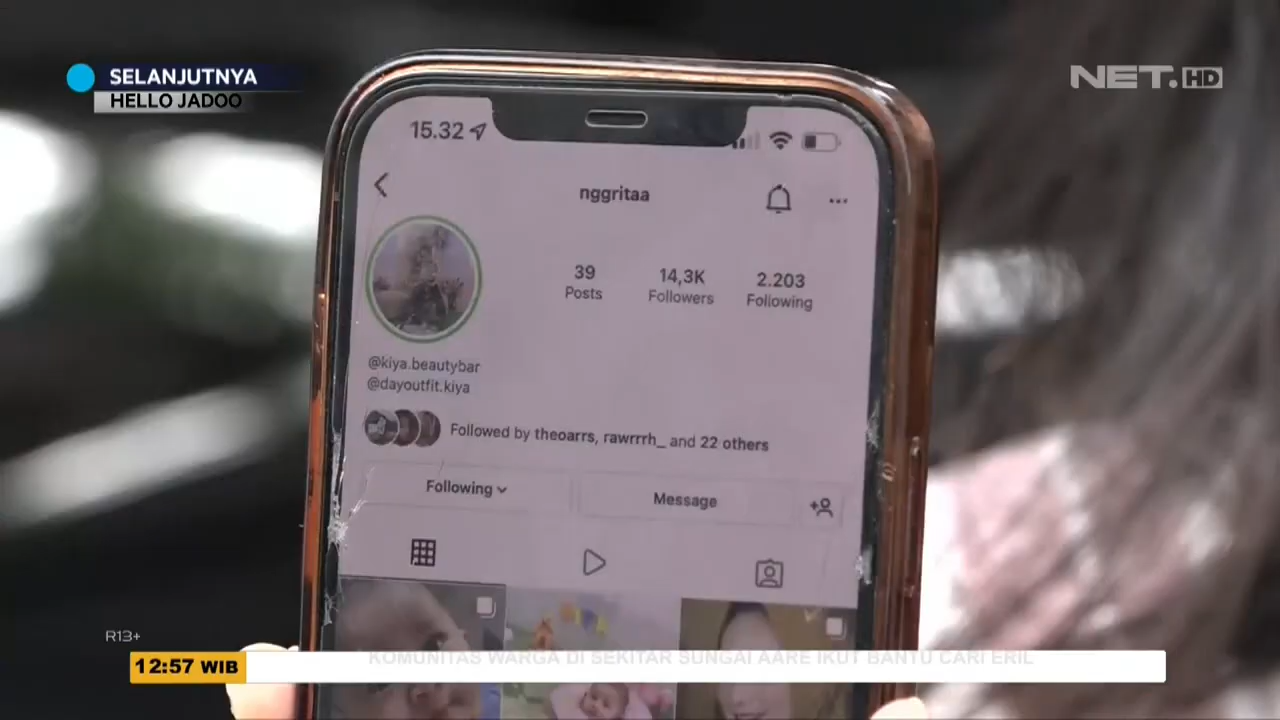 SELANJUTNYA
HELLO JADOO
NET. HD
15.32
nggritaa
39
Posts
14,3K
Followers
2.203
Following
@kiya.beautybar
@dayoutfit.kiya
Followed by theoarrs, rawrrrh_ and 22 others
Following
Message
R13+
12:57 WIB
KOMUNITAS WARGA DI SEKITAR SUNGAI AARE IKUT BANTU CARI ERIL